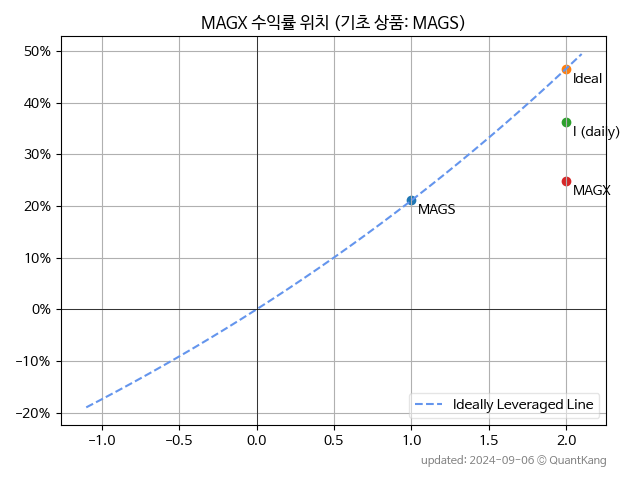 MAGX 수익률 위치 (기초 상품: MAGS)
50%
40%
30%
20%
10%
0%
−10%
−20%
Ideal
I (daily)
MAGX
MAGS
Ideally Leveraged Line
−1.0
−0.5
0.0
0.5
1.0
1.5
2.0
updated: 2024-09-06 © QuantKang